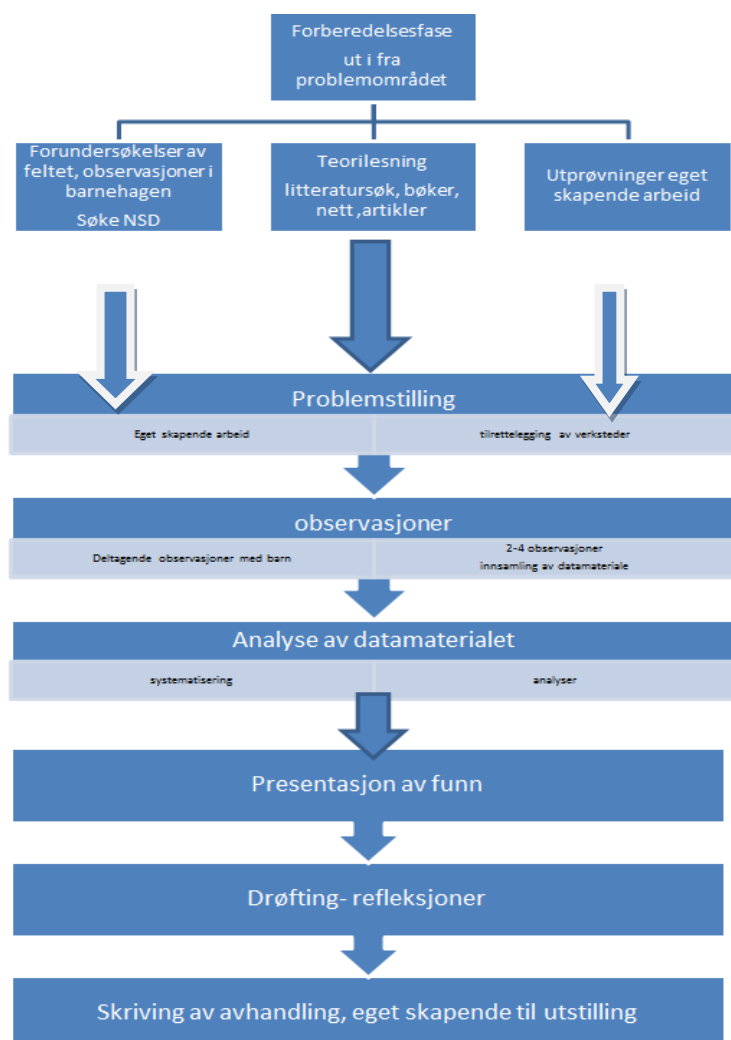 Forberedelsesfase
ut i fra
problemområdet
Forundersøkelser av
feltet, observasjoner i
barnehagen
Søke NSD
Teorilesning
litteratursøk, bøker,
nett ,artikler
Utprøvninger eget
skapende arbeid
Problemstilling
Eget skapende arbeid
tilrettelegging av verksteder
observasjoner
Deltagende observasjoner med barn
2-4 observasjoner
innsamling av datamateriale
Analyse av datamaterialet
systematisering
analyser
Presentasjon av funn
Drøfting- refleksjoner
Skriving av avhandling, eget skapende til utstilling